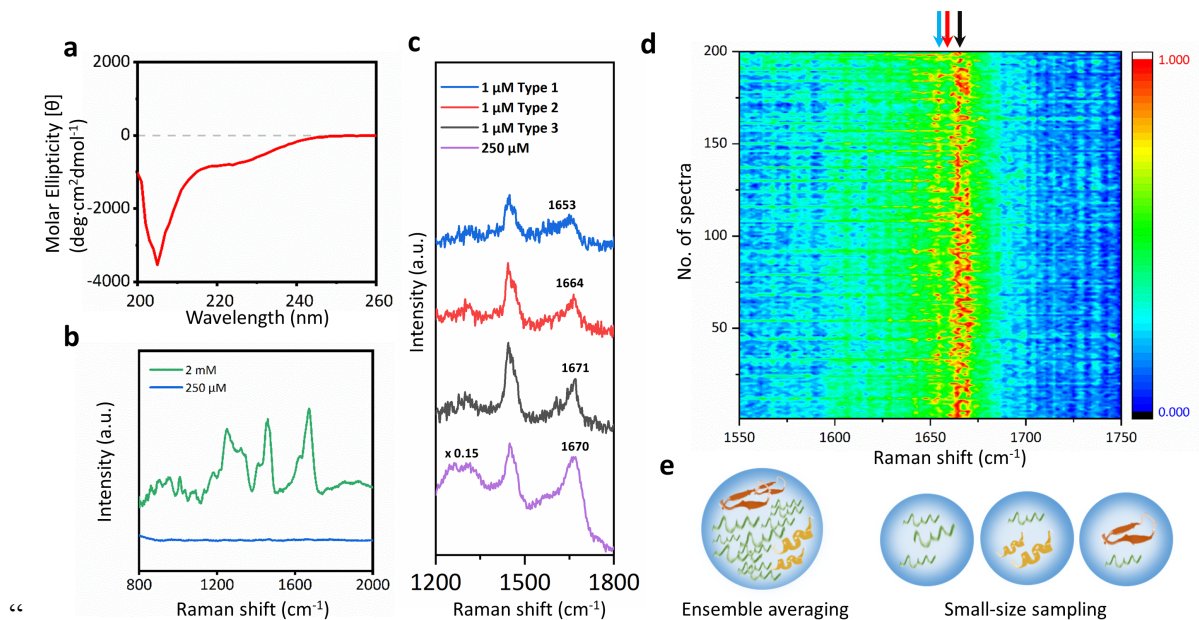 a
2000
0
-2000
-4000
200
220
240
260
Molar Ellipticity [θ]
(deg·cm²dmol⁻¹)
Wavelength (nm)
b
2 mM
250 μM
Intensity (a.u.)
800
1200
1600
2000
Raman shift (cm⁻¹)
c
1 μM Type 1
1 μM Type 2
1 μM Type 3
250 μM
1653
1664
1671
x 0.15
1670
Intensity (a.u.)
1200
1500
1800
Raman shift (cm⁻¹)
d
200
150
100
50
No. of spectra
1550
1600
1650
1700
1750
Raman shift (cm⁻¹)
1.000
0.000
e
Ensemble averaging
Small-size sampling
“